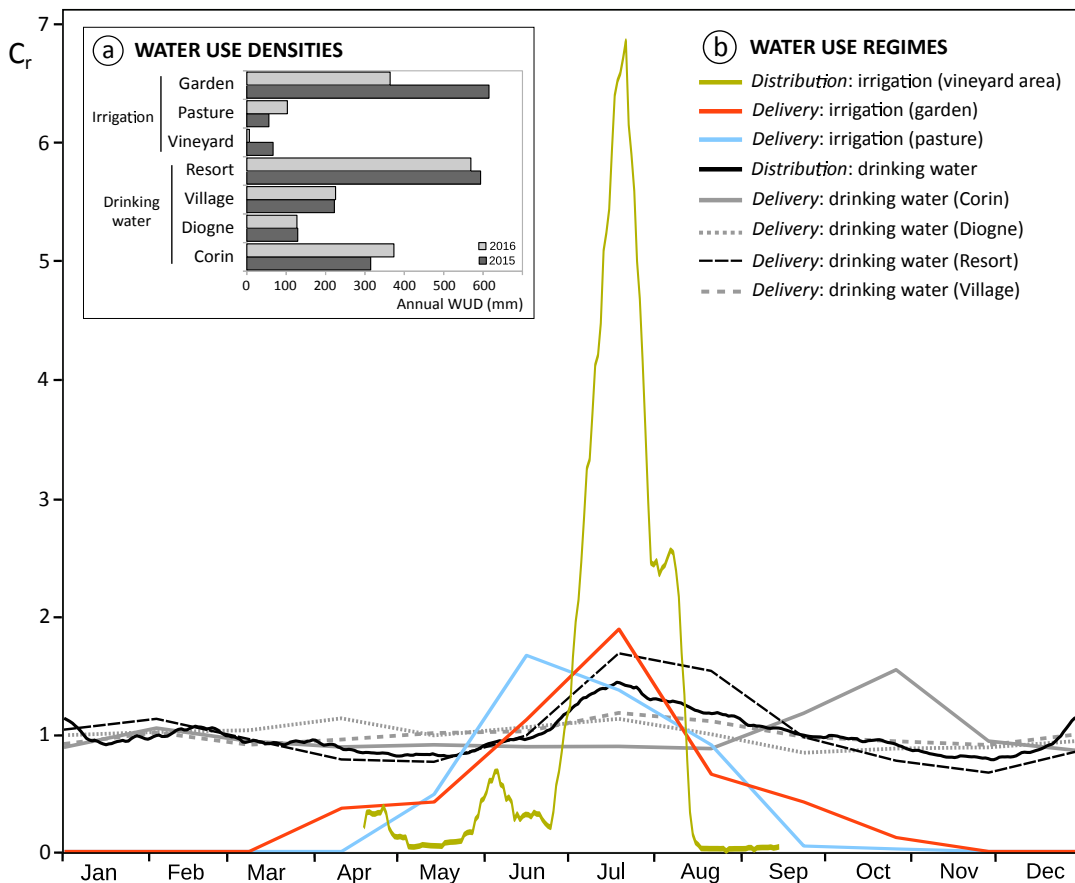 C_r
7
6
5
4
3
2
1
0
a WATER USE DENSITIES
Irrigation
Garden
Pasture
Vineyard
Drinking
water
Resort
Village
Diogne
Corin
2016
2015
0 100 200 300 400 500 600
Annual WUD (mm)
b WATER USE REGIMES
Distribution: irrigation (vineyard area)
Delivery: irrigation (garden)
Delivery: irrigation (pasture)
Distribution: drinking water
Delivery: drinking water (Corin)
Delivery: drinking water (Diogne)
Delivery: drinking water (Resort)
Delivery: drinking water (Village)
Jan Feb Mar Apr May Jun Jul Aug Sep Oct Nov Dec